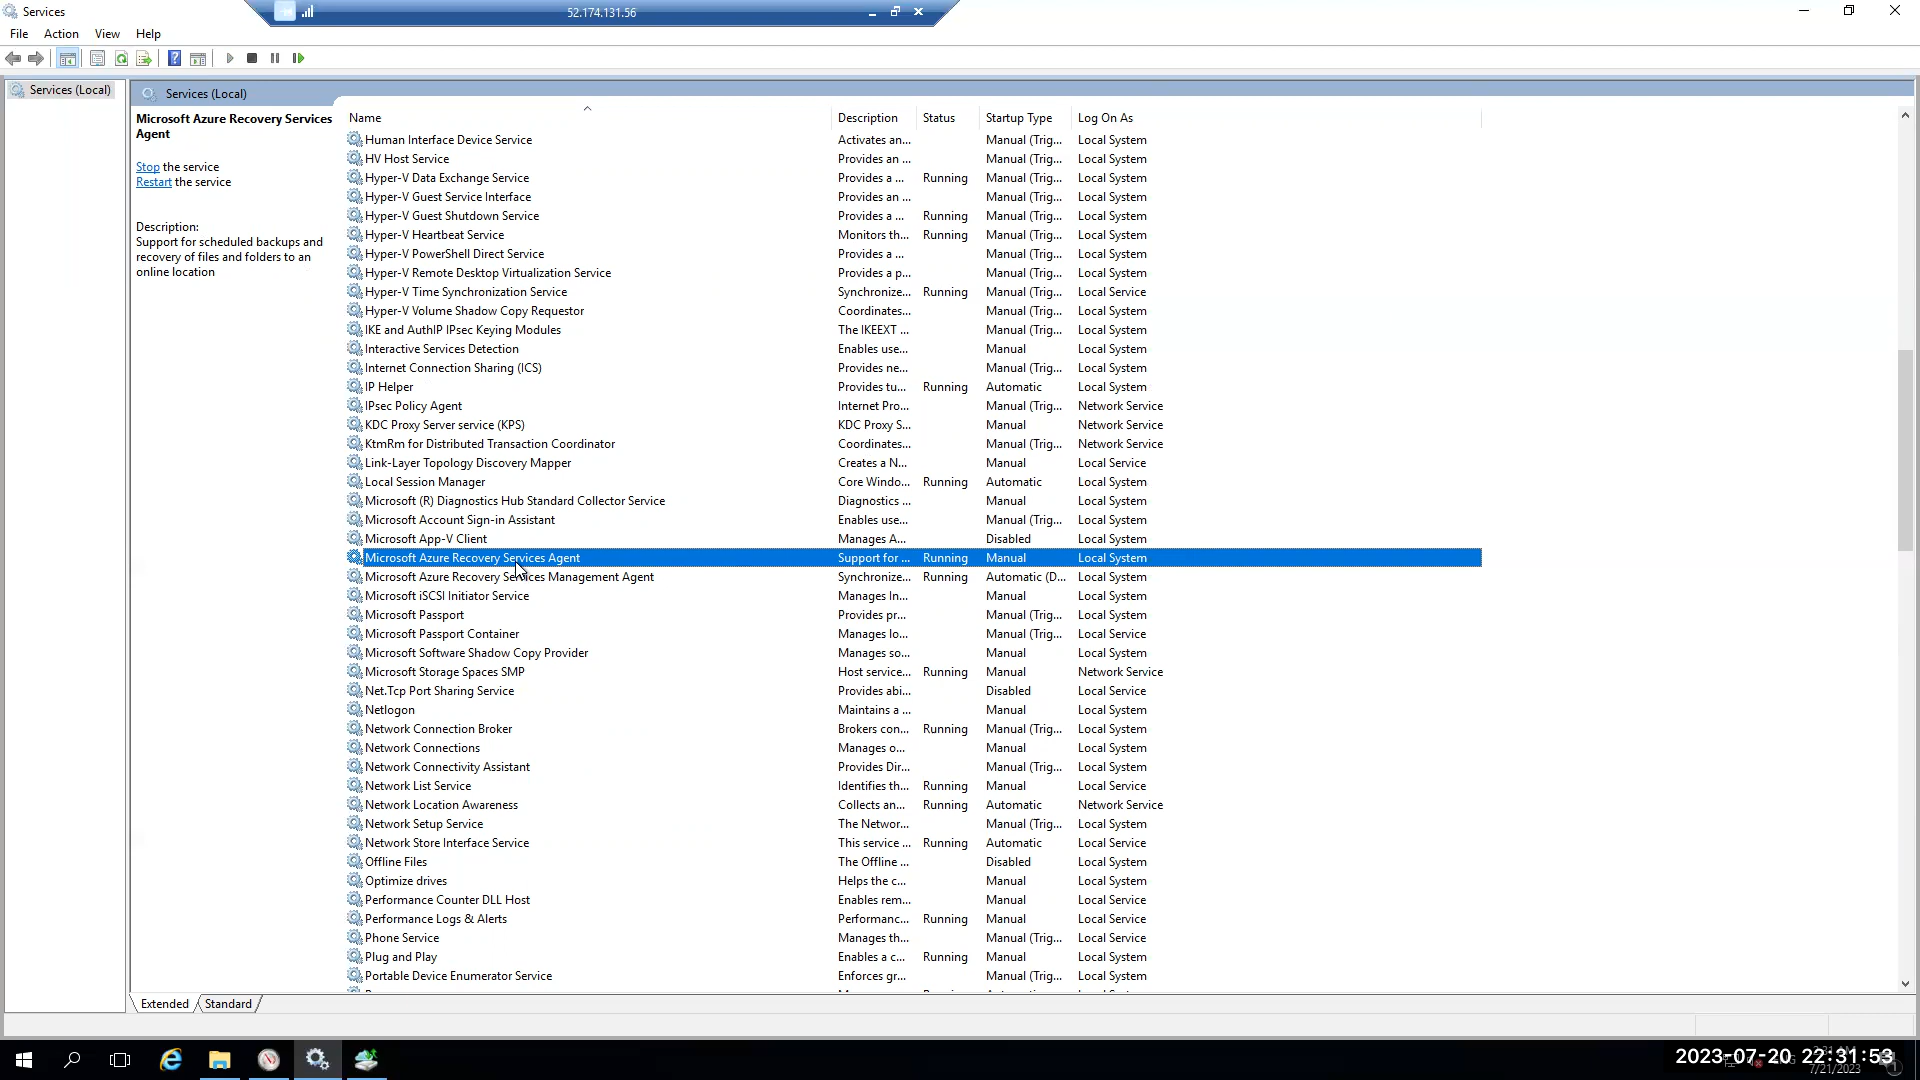 Services
52.174.131.56
File Action View Help
Services (Local)
Services (Local)
Microsoft Azure Recovery Services
Agent
Stop the service
Restart the service
Description:
Support for scheduled backups and
recovery of files and folders to an
online location
Name Description Status Startup Type Log On As
Human Interface Device Service Activates an... Manual (Trig... Local System
HV Host Service Provides an ... Manual (Trig... Local System
Hyper-V Data Exchange Service Provides a ... Running Manual (Trig... Local System
Hyper-V Guest Service Interface Provides an ... Manual (Trig... Local System
Hyper-V Guest Shutdown Service Provides a ... Running Manual (Trig... Local System
Hyper-V Heartbeat Service Monitors th... Running Manual (Trig... Local System
Hyper-V PowerShell Direct Service Provides a ... Manual (Trig... Local System
Hyper-V Remote Desktop Virtualization Service Provides a p... Manual (Trig... Local System
Hyper-V Time Synchronization Service Synchronize... Running Manual (Trig... Local Service
Hyper-V Volume Shadow Copy Requestor Coordinates... Manual (Trig... Local System
IKE and AuthIP IPsec Keying Modules The IKEEXT ... Manual (Trig... Local System
Interactive Services Detection Enables use... Manual Local System
Internet Connection Sharing (ICS) Provides ne... Manual (Trig... Local System
IP Helper Provides tu... Running Automatic Local System
IPsec Policy Agent Internet Pro... Manual (Trig... Network Service
KDC Proxy Server service (KPS) KDC Proxy S... Manual Network Service
KtmRm for Distributed Transaction Coordinator Coordinates... Manual (Trig... Network Service
Link-Layer Topology Discovery Mapper Creates a N... Manual Local Service
Local Session Manager Core Windo... Running Automatic Local System
Microsoft (R) Diagnostics Hub Standard Collector Service Diagnostics ... Manual Local System
Microsoft Account Sign-in Assistant Enables use... Manual (Trig... Local System
Microsoft App-V Client Manages A... Disabled Local System
Microsoft Azure Recovery Services Agent Support for ... Running Manual Local System
Microsoft Azure Recovery Services Management Agent Synchronize... Running Automatic (D... Local System
Microsoft iSCSI Initiator Service Manages In... Manual Local System
Microsoft Passport Provides pr... Manual (Trig... Local System
Microsoft Passport Container Manages lo... Manual (Trig... Local Service
Microsoft Software Shadow Copy Provider Manages so... Manual Local System
Microsoft Storage Spaces SMP Host service... Running Manual Network Service
Net.Tcp Port Sharing Service Provides abi... Disabled Local Service
Netlogon Maintains a ... Manual Local System
Network Connection Broker Brokers con... Running Manual (Trig... Local System
Network Connections Manages o... Manual Local System
Network Connectivity Assistant Provides Dir... Manual (Trig... Local System
Network List Service Identifies th... Running Manual Local Service
Network Location Awareness Collects an... Running Automatic Network Service
Network Setup Service The Networ... Manual (Trig... Local System
Network Store Interface Service This service ... Running Automatic Local Service
Offline Files The Offline ... Disabled Local System
Optimize drives Helps the c... Manual Local System
Performance Counter DLL Host Enables rem... Manual Local Service
Performance Logs & Alerts Performanc... Running Manual Local Service
Phone Service Manages th... Manual (Trig... Local Service
Plug and Play Enables a c... Running Manual Local System
Portable Device Enumerator Service Enforces gr... Manual (Trig... Local System
Extended Standard
2023-07-20 22:31:53
7/21/2023